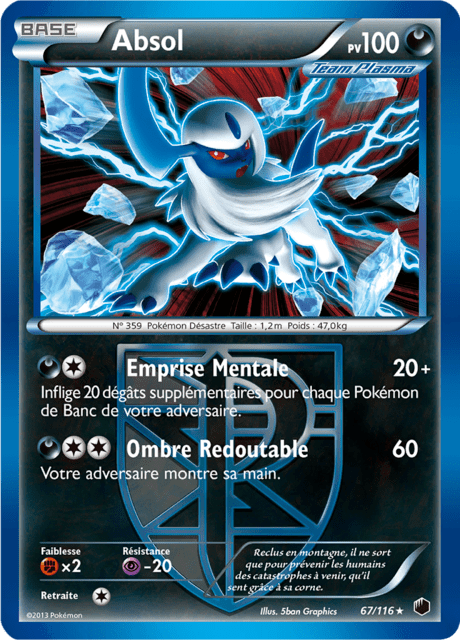 BASE
Absol
PV100
Team Plasma
N° 359 Pokémon Désastre Taille : 1,2m Poids : 47,0kg
Emprise Mentale 20+
Inflige 20 dégâts supplémentaires pour chaque Pokémon
de Banc de votre adversaire.
Ombre Redoutable 60
Votre adversaire montre sa main.
Faiblesse Résistance
×2 -20
Reclus en montagne, il ne sort
que pour prévenir les humains
des catastrophes à venir, qu'il
sent grâce à sa corne.
Retraite
©2013 Pokémon
Illus. 5ban Graphics 67/116 ★